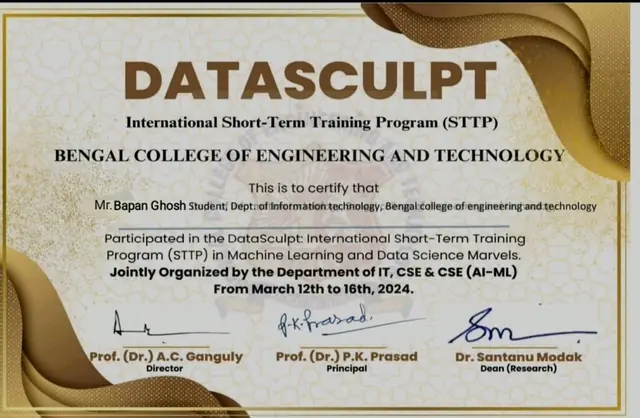 DATASCULPT
International Short-Term Training Program (STTP)
BENGAL COLLEGE OF ENGINEERING AND TECHNOLOGY
This is to certify that
Mr. Bapan Ghosh Student, Dept. of Information technology, Bengal college of engineering and technology
Participated in the DataSculpt: International Short-Term Training
Program (STTP) in Machine Learning and Data Science Marvels.
Jointly Organized by the Department of IT, CSE & CSE (AI-ML)
From March 12th to 16th, 2024.
P.K. Prasad.
Prof. (Dr.) A.C. Ganguly
Director
Prof. (Dr.) P.K. Prasad
Principal
Dr. Santanu Modak
Dean (Research)